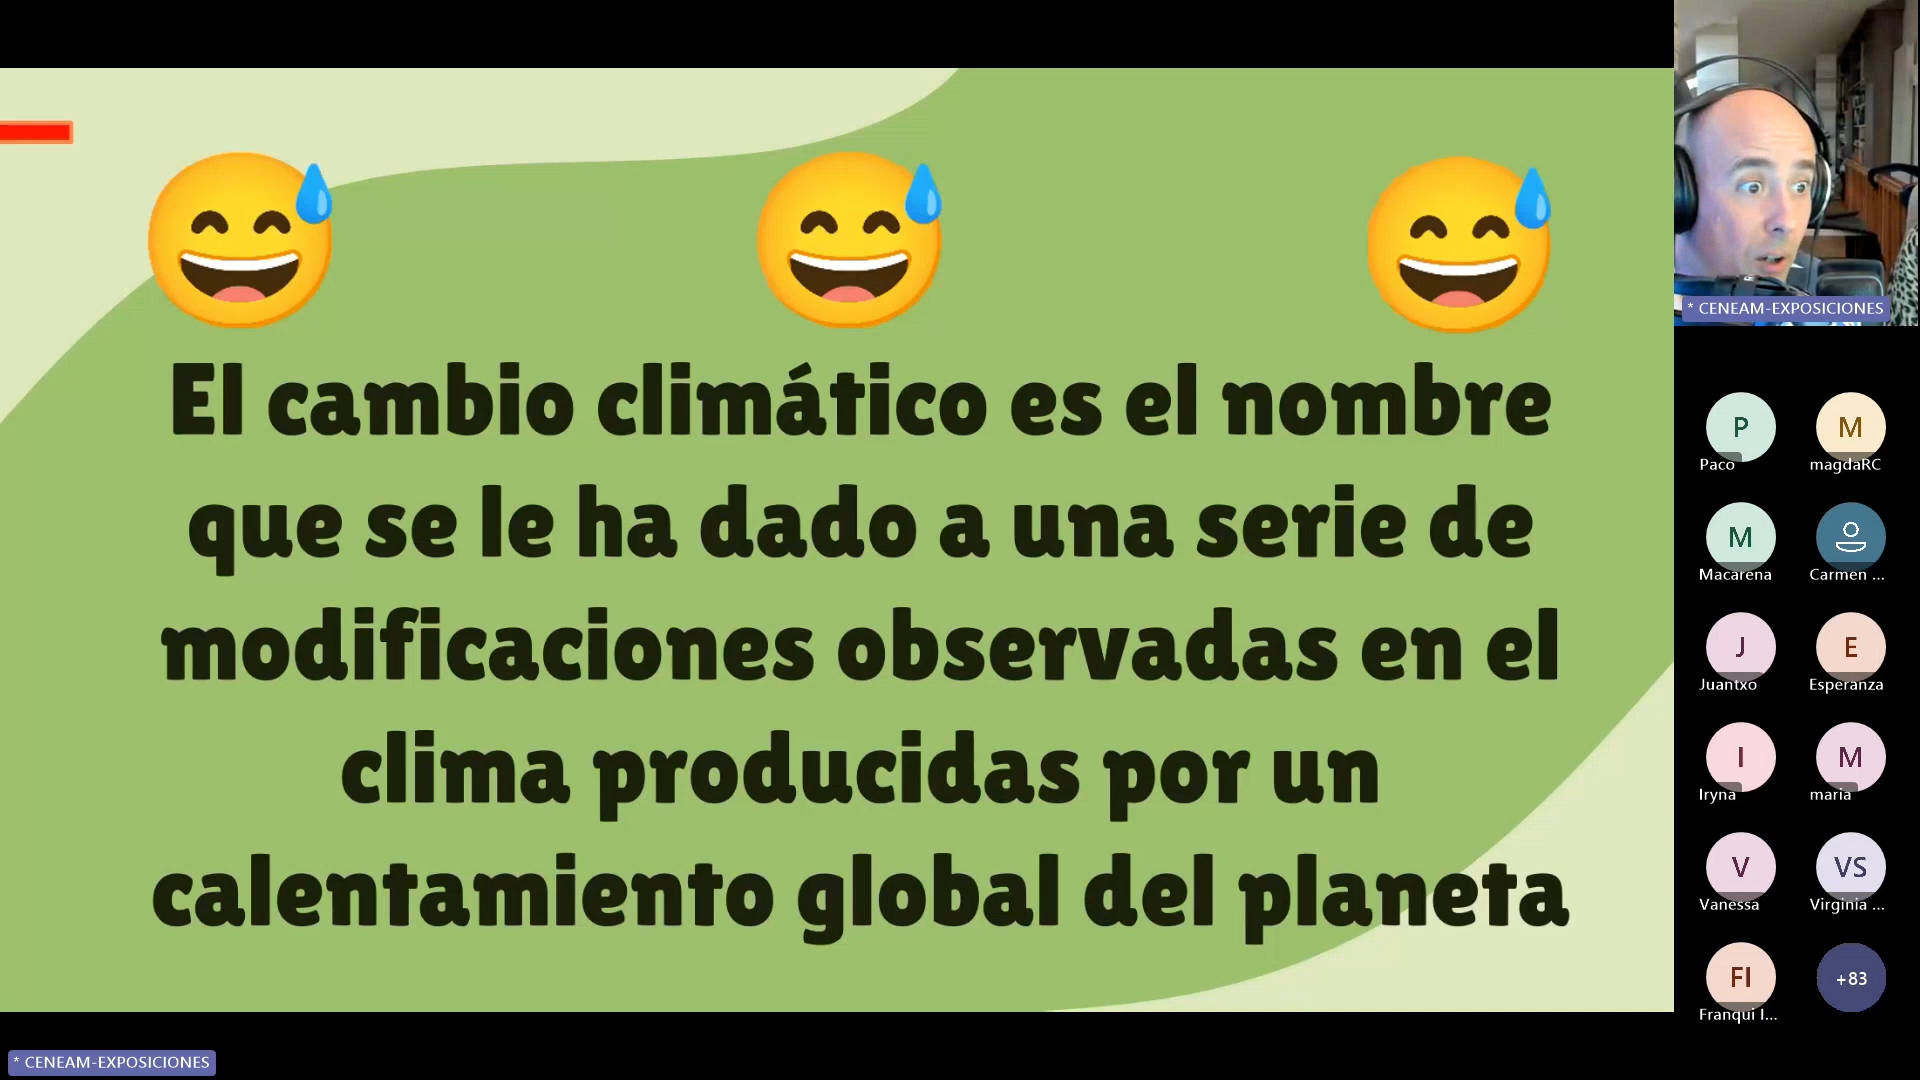 El cambio climático es el nombre
que se le ha dado a una serie de
modificaciones observadas en el
clima producidas por un
calentamiento global del planeta
* CENEAM-EXPOSICIONES
P
Paco
M
magdaRC
M
Macarena
Carmen ...
J
Juantxo
E
Esperanza
I
Iryna
M
maria
V
Vanessa
VS
Virginia ...
FI
Franqui I...
+83
* CENEAM-EXPOSICIONES